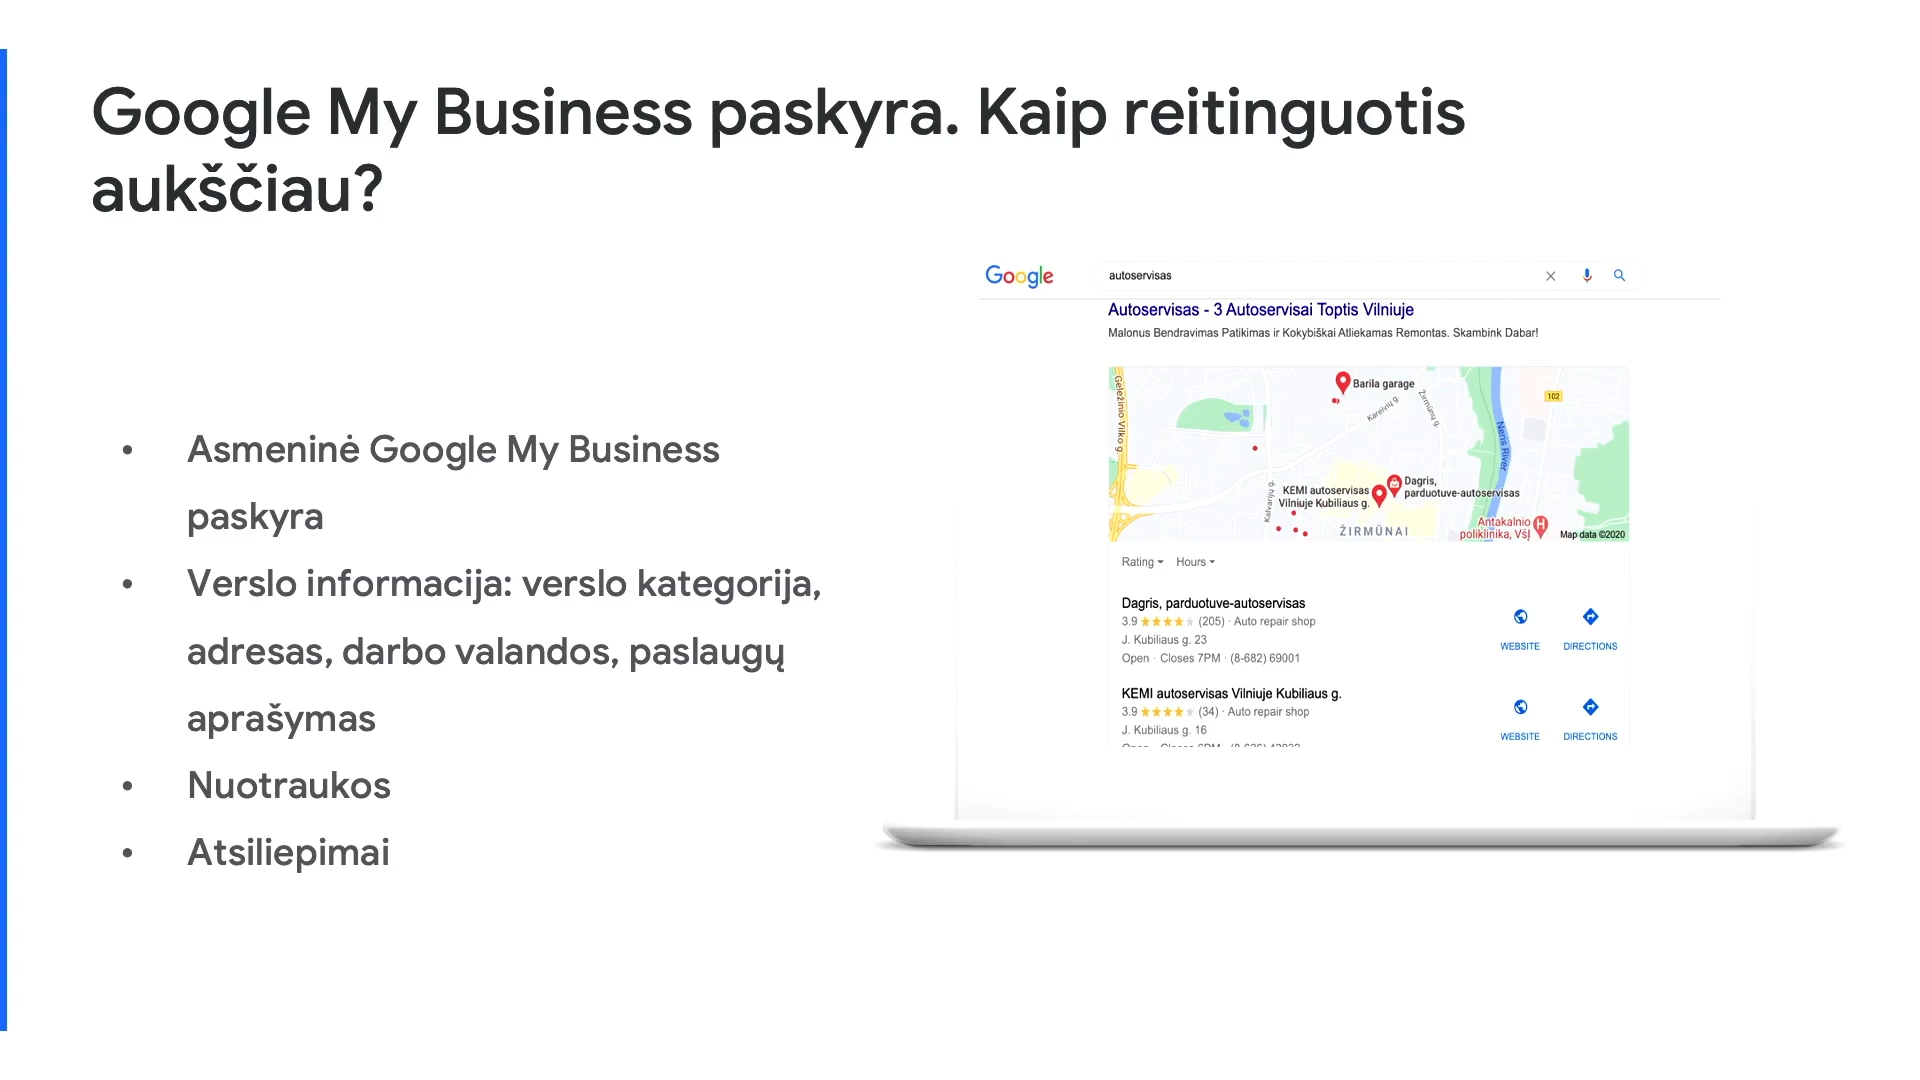 Google My Business paskyra. Kaip reitinguotis
aukščiau?
• Asmeninė Google My Business
paskyra
• Verslo informacija: verslo kategorija,
adresas, darbo valandos, paslaugų
aprašymas
• Nuotraukos
• Atsiliepimai
Google
autoservisas
Autoservisas - 3 Autoservisai Toptis Vilniuje
Malonus Bendravimas Patikimas ir Kokybiškai Atliekamas Remontas. Skambink Dabar!
Geležinio Vilko g.
Barila garage
Kareivių g.
Žirmūnų g.
102
Neris River
Kalvarijų g.
KEMI autoservisas
Vilniuje Kubiliaus g.
Dagris,
parduotuve-autoservisas
ŽIRMŪNAI
Antakalnio
poliklinika, VšĮ
Map data ©2020
Rating Hours
Dagris, parduotuve-autoservisas
3.9 (205) · Auto repair shop
J. Kubiliaus g. 23
Open · Closes 7PM · (8-682) 69001
WEBSITE DIRECTIONS
KEMI autoservisas Vilniuje Kubiliaus g.
3.9 (34) · Auto repair shop
J. Kubiliaus g. 16
WEBSITE DIRECTIONS